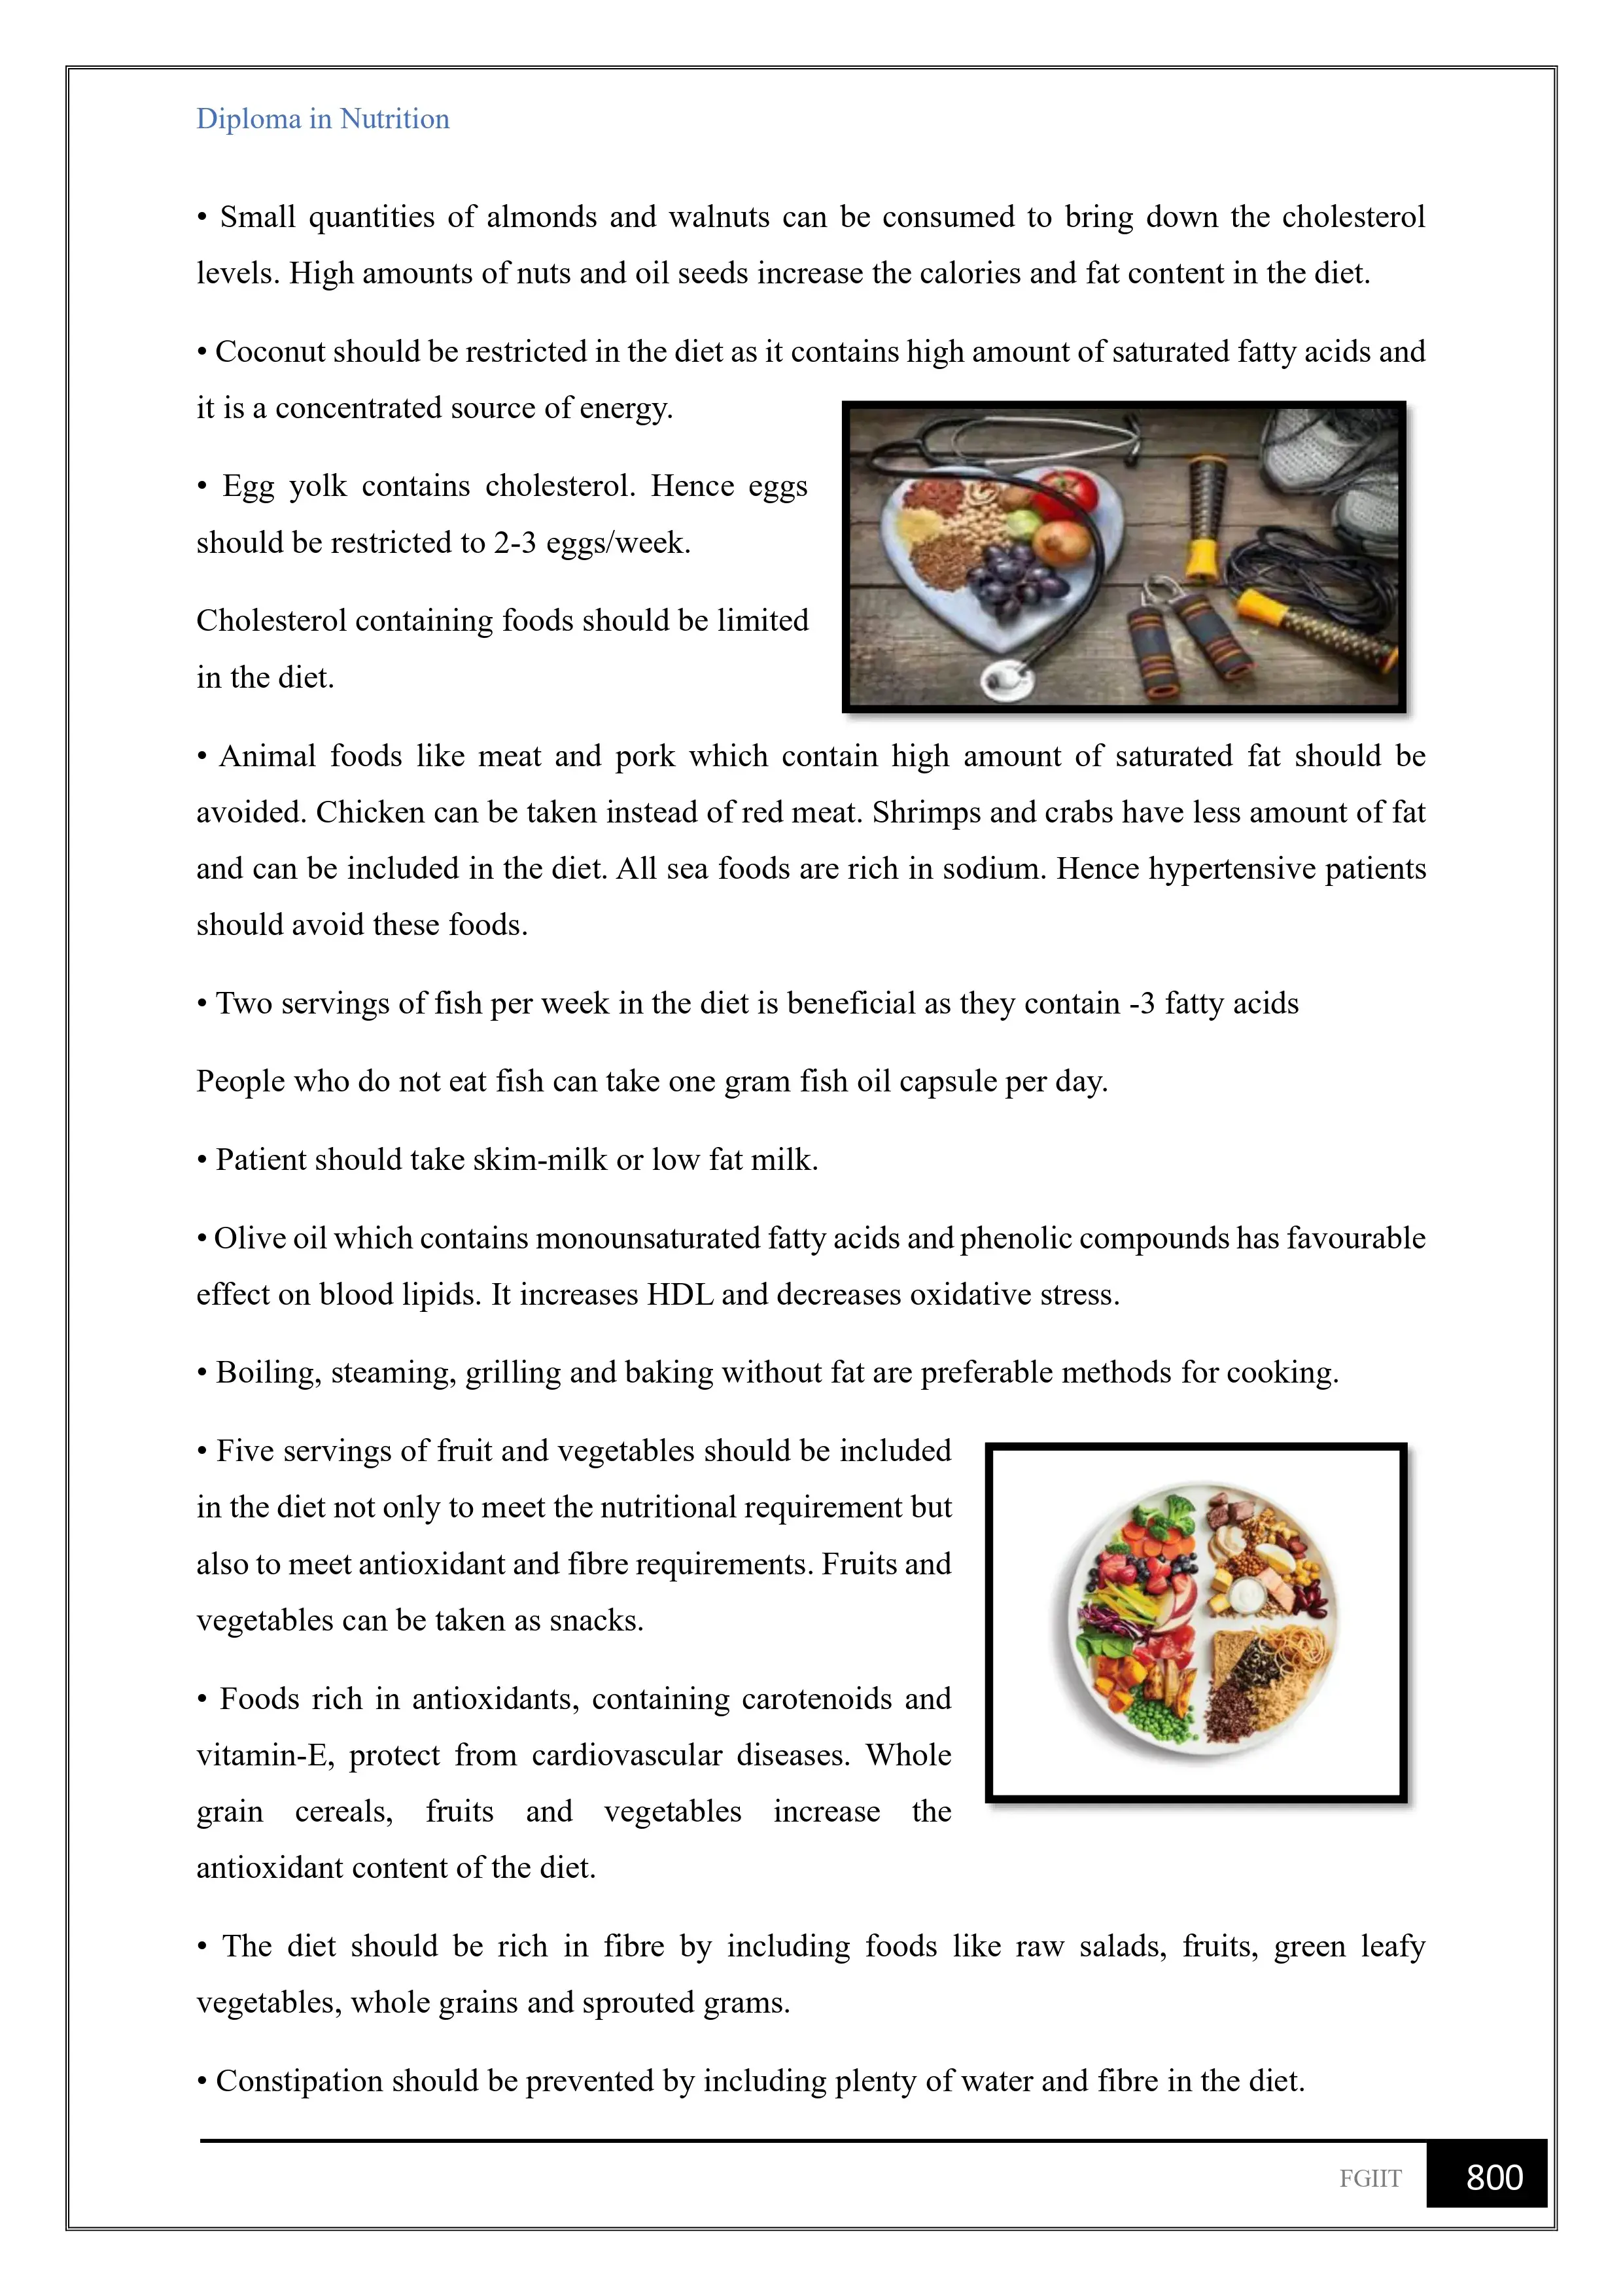 Diploma in Nutrition
• Small quantities of almonds and walnuts can be consumed to bring down the cholesterol
levels. High amounts of nuts and oil seeds increase the calories and fat content in the diet.
• Coconut should be restricted in the diet as it contains high amount of saturated fatty acids and
it is a concentrated source of energy.
• Egg yolk contains cholesterol. Hence eggs
should be restricted to 2-3 eggs/week.
Cholesterol containing foods should be limited
in the diet.
• Animal foods like meat and pork which contain high amount of saturated fat should be
avoided. Chicken can be taken instead of red meat. Shrimps and crabs have less amount of fat
and can be included in the diet. All sea foods are rich in sodium. Hence hypertensive patients
should avoid these foods.
• Two servings of fish per week in the diet is beneficial as they contain -3 fatty acids
People who do not eat fish can take one gram fish oil capsule per day.
• Patient should take skim-milk or low fat milk.
• Olive oil which contains monounsaturated fatty acids and phenolic compounds has favourable
effect on blood lipids. It increases HDL and decreases oxidative stress.
• Boiling, steaming, grilling and baking without fat are preferable methods for cooking.
• Five servings of fruit and vegetables should be included
in the diet not only to meet the nutritional requirement but
also to meet antioxidant and fibre requirements. Fruits and
vegetables can be taken as snacks.
• Foods rich in antioxidants, containing carotenoids and
vitamin-E, protect from cardiovascular diseases. Whole
grain cereals, fruits and vegetables increase the
antioxidant content of the diet.
• The diet should be rich in fibre by including foods like raw salads, fruits, green leafy
vegetables, whole grains and sprouted grams.
• Constipation should be prevented by including plenty of water and fibre in the diet.
FGIIT 800